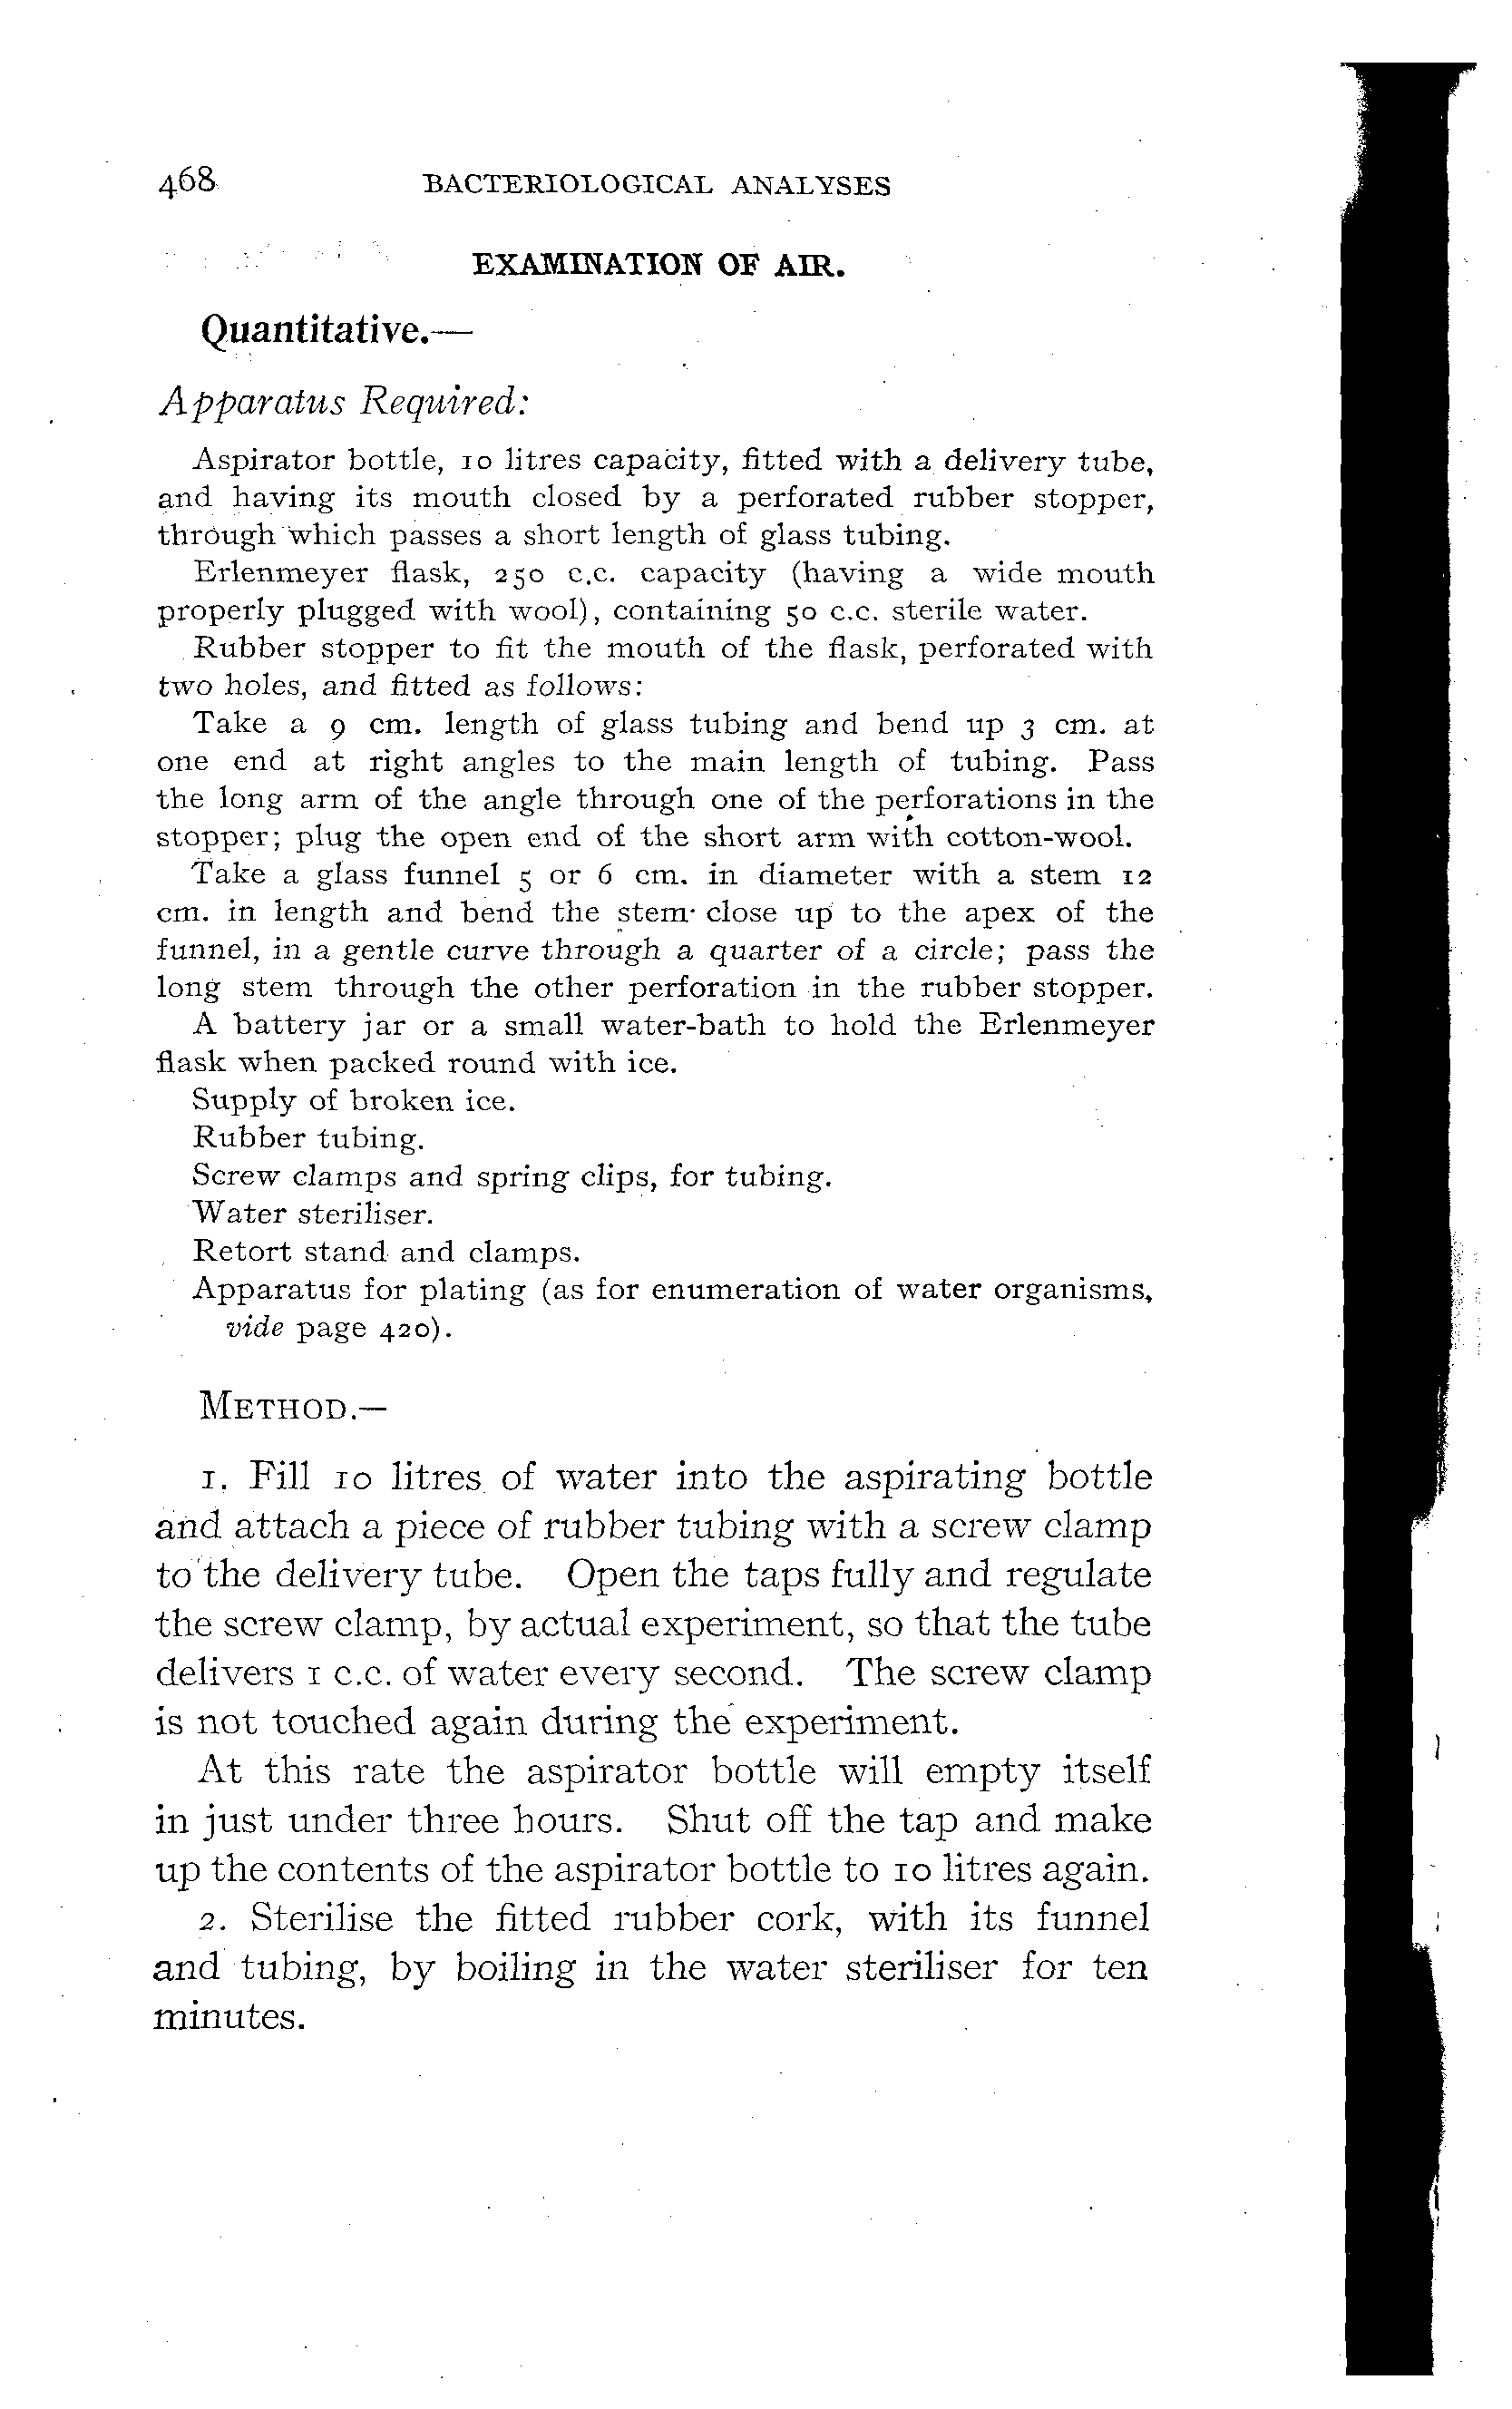 468 BACTERIOLOGICAL ANALYSES
EXAMINATION OF AIR.
Quantitative.—
Apparatus Required:
Aspirator bottle, 10 litres capacity, fitted with a delivery tube,
and having its mouth closed by a perforated rubber stopper,
through which passes a short length of glass tubing.
Erlenmeyer flask, 250 c.c. capacity (having a wide mouth
properly plugged with wool), containing 50 c.c. sterile water.
Rubber stopper to fit the mouth of the flask, perforated with
two holes, and fitted as follows:
Take a 9 cm. length of glass tubing and bend up 3 cm. at
one end at right angles to the main length of tubing. Pass
the long arm of the angle through one of the perforations in the
stopper; plug the open end of the short arm with cotton-wool.
Take a glass funnel 5 or 6 cm. in diameter with a stem 12
cm. in length and bend the stem close up to the apex of the
funnel, in a gentle curve through a quarter of a circle; pass the
long stem through the other perforation in the rubber stopper.
A battery jar or a small water-bath to hold the Erlenmeyer
flask when packed round with ice.
Supply of broken ice.
Rubber tubing.
Screw clamps and spring clips, for tubing.
Water steriliser.
Retort stand and clamps.
Apparatus for plating (as for enumeration of water organisms,
vide page 420).
METHOD.—
1. Fill 10 litres of water into the aspirating bottle
and attach a piece of rubber tubing with a screw clamp
to the delivery tube. Open the taps fully and regulate
the screw clamp, by actual experiment, so that the tube
delivers 1 c.c. of water every second. The screw clamp
is not touched again during the experiment.
At this rate the aspirator bottle will empty itself
in just under three hours. Shut off the tap and make
up the contents of the aspirator bottle to 10 litres again.
2. Sterilise the fitted rubber cork, with its funnel
and tubing, by boiling in the water steriliser for ten
minutes.